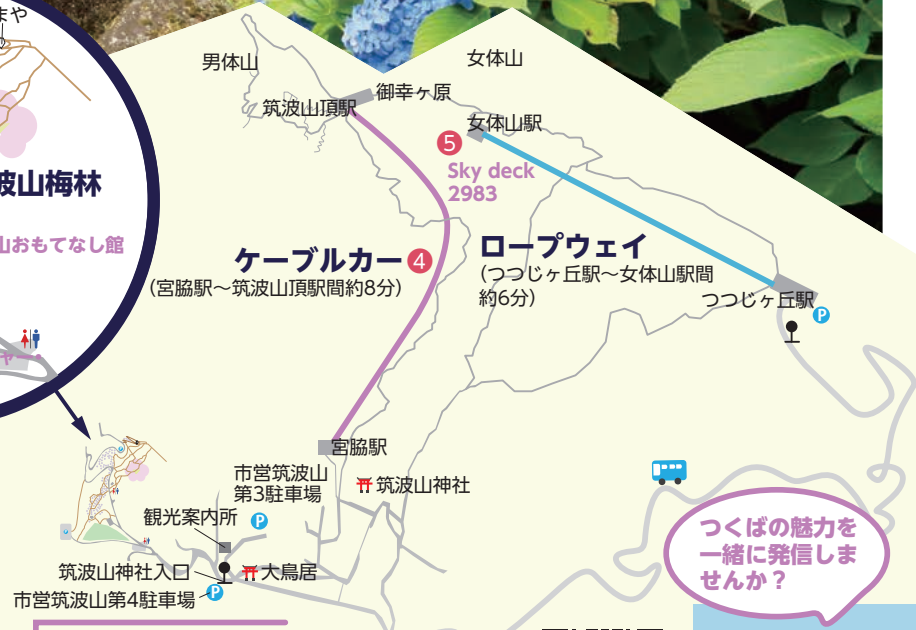 まや
男体山
女体山
御幸ヶ原
筑波山頂駅
女体山駅
5
Sky deck
2983
波山梅林
山おもてなし館
ケーブルカー4
(宮脇駅〜筑波山頂駅間約8分)
ロープウェイ
(つつじヶ丘駅〜女体山駅間
約6分)
つつじヶ丘駅
P
ャー
宮脇駅
市営筑波山
第3駐車場
筑波山神社
観光案内所
P
筑波山神社入口
大鳥居
市営筑波山第4駐車場
P
つくばの魅力を
一緒に発信しま
せんか?